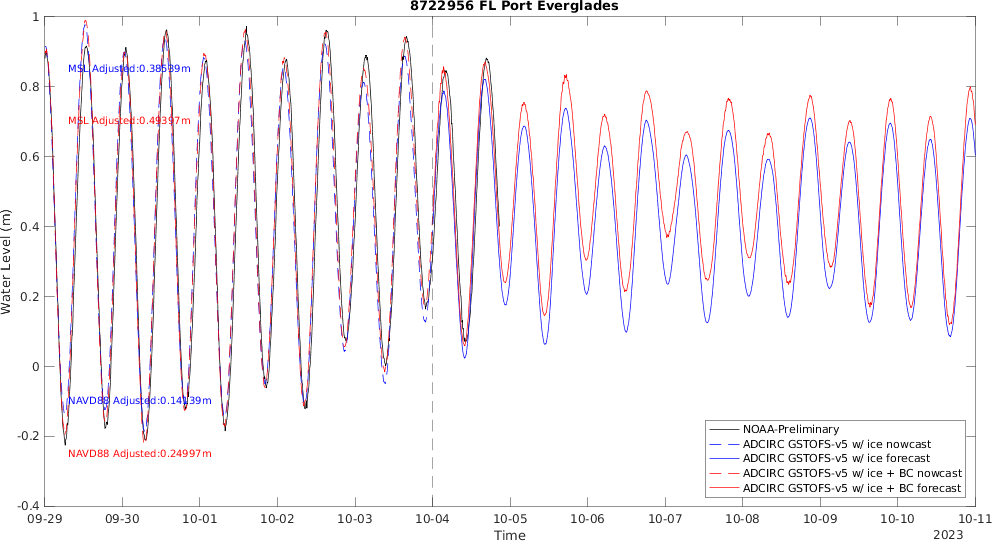 8722956 FL Port Everglades
1
0.8
0.6
0.4
0.2
0
-0.2
-0.4
Water Level (m)
MSL Adjusted:0.38539m
MSL Adjusted:0.49397m
NAVD88 Adjusted:0.14139m
NAVD88 Adjusted:0.24997m
NOAA-Preliminary
ADCIRC GSTOFS-v5 w/ ice nowcast
ADCIRC GSTOFS-v5 w/ ice forecast
ADCIRC GSTOFS-v5 w/ ice + BC nowcast
ADCIRC GSTOFS-v5 w/ ice + BC forecast
09-29 09-30 10-01 10-02 10-03 10-04 10-05 10-06 10-07 10-08 10-09 10-10 10-11
Time
2023